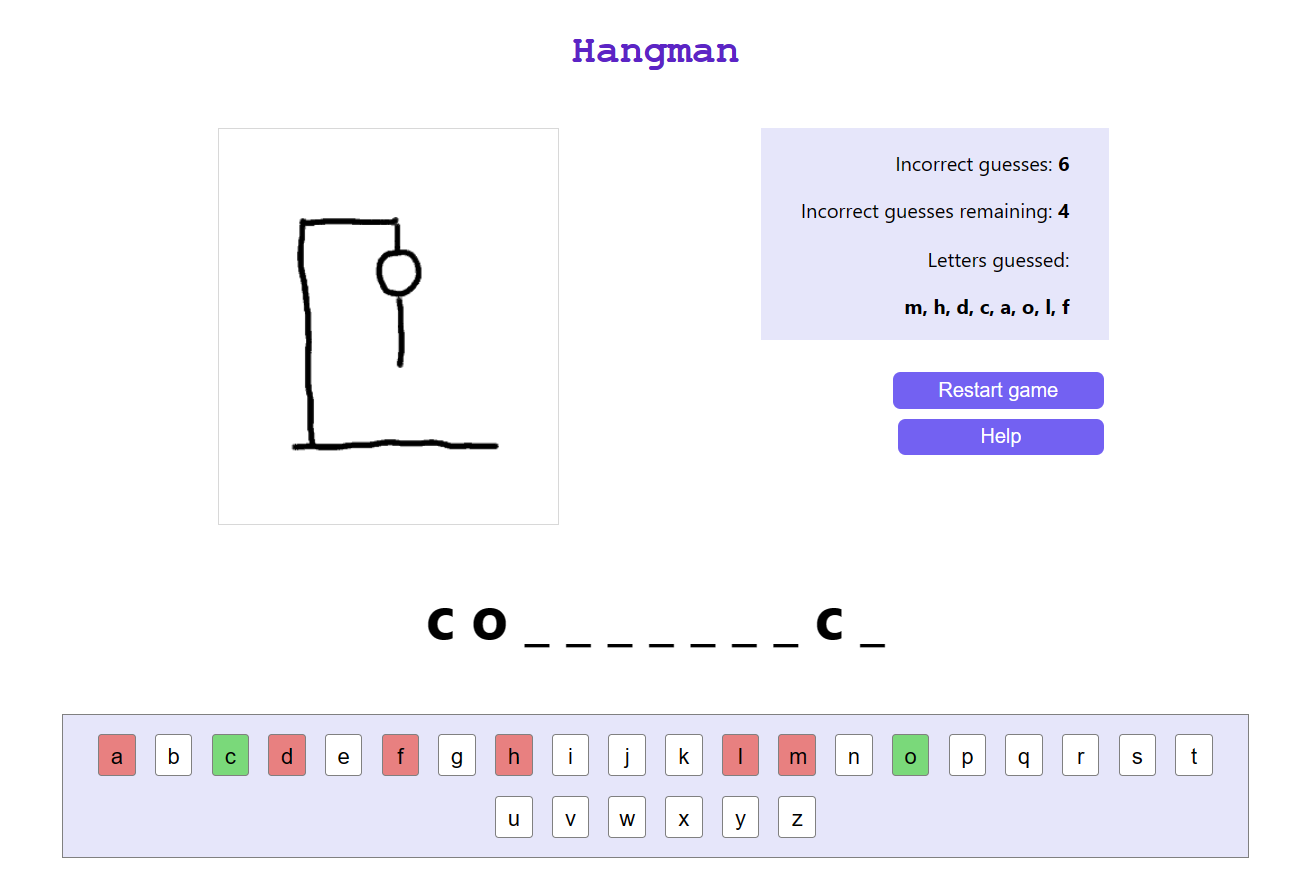 Hangman
Incorrect guesses: 6
Incorrect guesses remaining: 4
Letters guessed:
m, h, d, c, a, o, l, f
Restart game
Help
c o _ _ _ _ _ _ _ c _
a b c d e f g h i j k l m n o p q r s t
u v w x y z